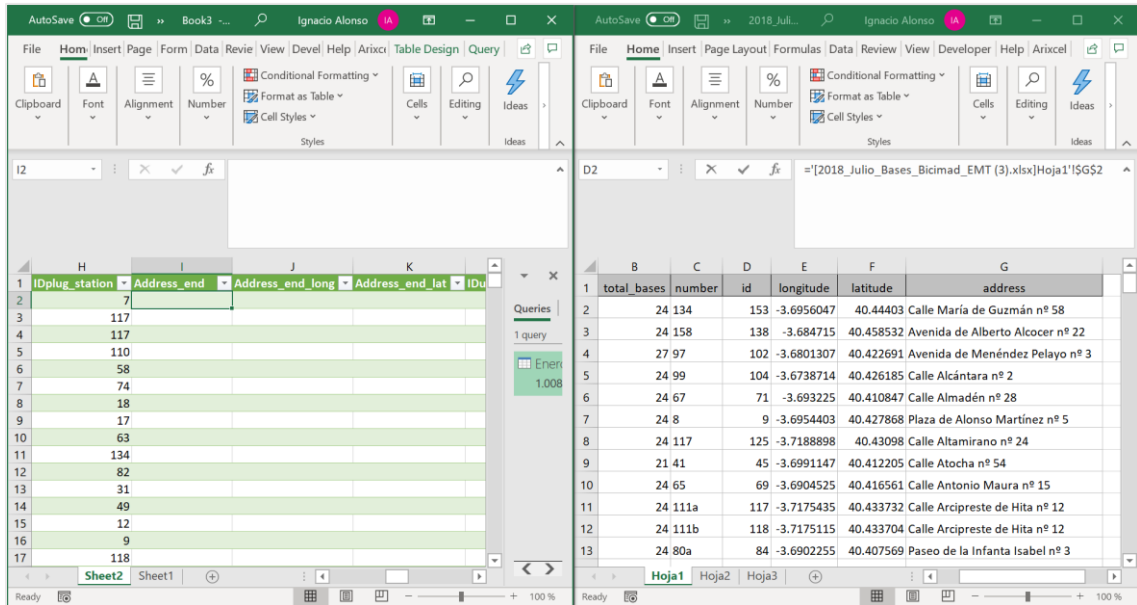 AutoSave Off Book3 -... Ignacio Alonso IA
File Hom Insert Page Form Data Revie View Devel Help Arixc Table Design Query
Clipboard Font Alignment Number Conditional Formatting Format as Table Cell Styles Cells Editing Ideas
Styles Ideas
I2 fx
H I J K
1 IDplug_station Address_end Address_end_long Address_end_lat IDu
2 7
3 117
4 117
5 110
6 58
7 74
8 18
9 17
10 63
11 134
12 82
13 31
14 49
15 12
16 9
17 118
Queries
1 query
Enero
1.008
Sheet2 Sheet1
Ready 100 %
AutoSave Off 2018_Juli... Ignacio Alonso IA
File Home Insert Page Layout Formulas Data Review View Developer Help Arixcel
Clipboard Font Alignment Number Conditional Formatting Format as Table Cell Styles Cells Editing Ideas
Styles Ideas
D2 fx ='[2018_Julio_Bases_Bicimad_EMT (3).xlsx]Hoja1'!$G$2
B C D E F G
1 total_bases number id longitude latitude address
2 24 134 153 -3.6956047 40.44403 Calle María de Guzmán nº 58
3 24 158 138 -3.684715 40.458532 Avenida de Alberto Alcocer nº 22
4 27 97 102 -3.6801307 40.422691 Avenida de Menéndez Pelayo nº 3
5 24 99 104 -3.6738714 40.426185 Calle Alcántara nº 2
6 24 67 71 -3.693225 40.410847 Calle Almadén nº 28
7 24 8 9 -3.6954403 40.427868 Plaza de Alonso Martínez nº 5
8 24 117 125 -3.7188898 40.43098 Calle Altamirano nº 24
9 21 41 45 -3.6991147 40.412205 Calle Atocha nº 54
10 24 65 69 -3.6904525 40.416561 Calle Antonio Maura nº 15
11 24 111a 117 -3.7175435 40.433732 Calle Arcipreste de Hita nº 12
12 24 111b 118 -3.7175115 40.433704 Calle Arcipreste de Hita nº 12
13 24 80a 84 -3.6902255 40.407569 Paseo de la Infanta Isabel nº 3
Hoja1 Hoja2 Hoja3
Ready 100 %